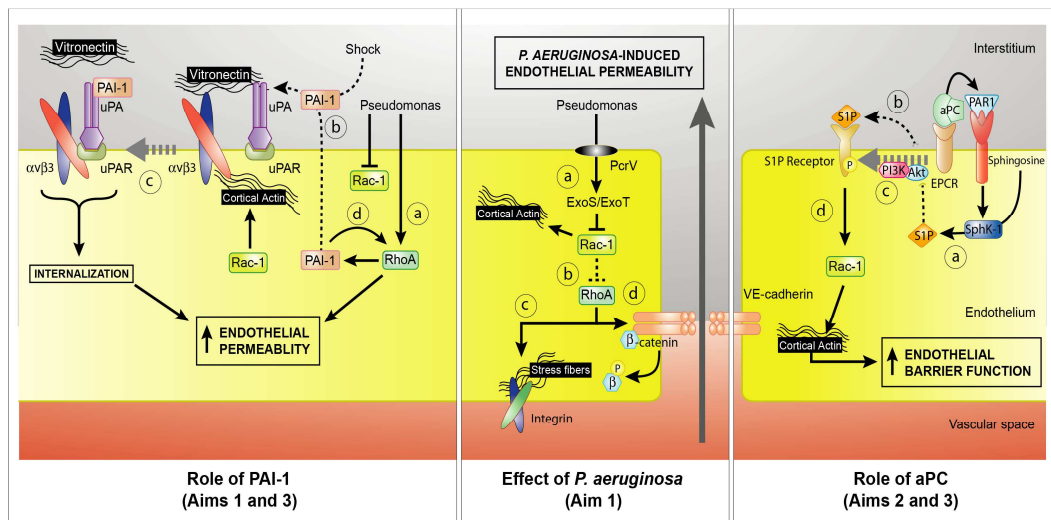 Vitronectin
PAI-1
uPA
αvβ3
uPAR
c
INTERNALIZATION
Vitronectin
Shock
PAI-1
uPA
b
Pseudomonas
αvβ3
uPAR
Cortical Actin
Rac-1
Rac-1
d
a
PAI-1
RhoA
ENDOTHELIAL
PERMEABLITY
Role of PAI-1
(Aims 1 and 3)
P. AERUGINOSA-INDUCED
ENDOTHELIAL PERMEABILITY
Pseudomonas
PcrV
a
ExoS/ExoT
Cortical Actin
Rac-1
b
RhoA
c
d
β-catenin
Stress fibers
P
β
Integrin
Effect of P. aeruginosa
(Aim 1)
Interstitium
aPC
PAR1
b
S1P
S1P Receptor
P
PI3K
Akt
c
EPCR
Sphingosine
d
S1P
SphK-1
a
Rac-1
VE-cadherin
Endothelium
Cortical Actin
ENDOTHELIAL
BARRIER FUNCTION
Vascular space
Role of aPC
(Aims 2 and 3)